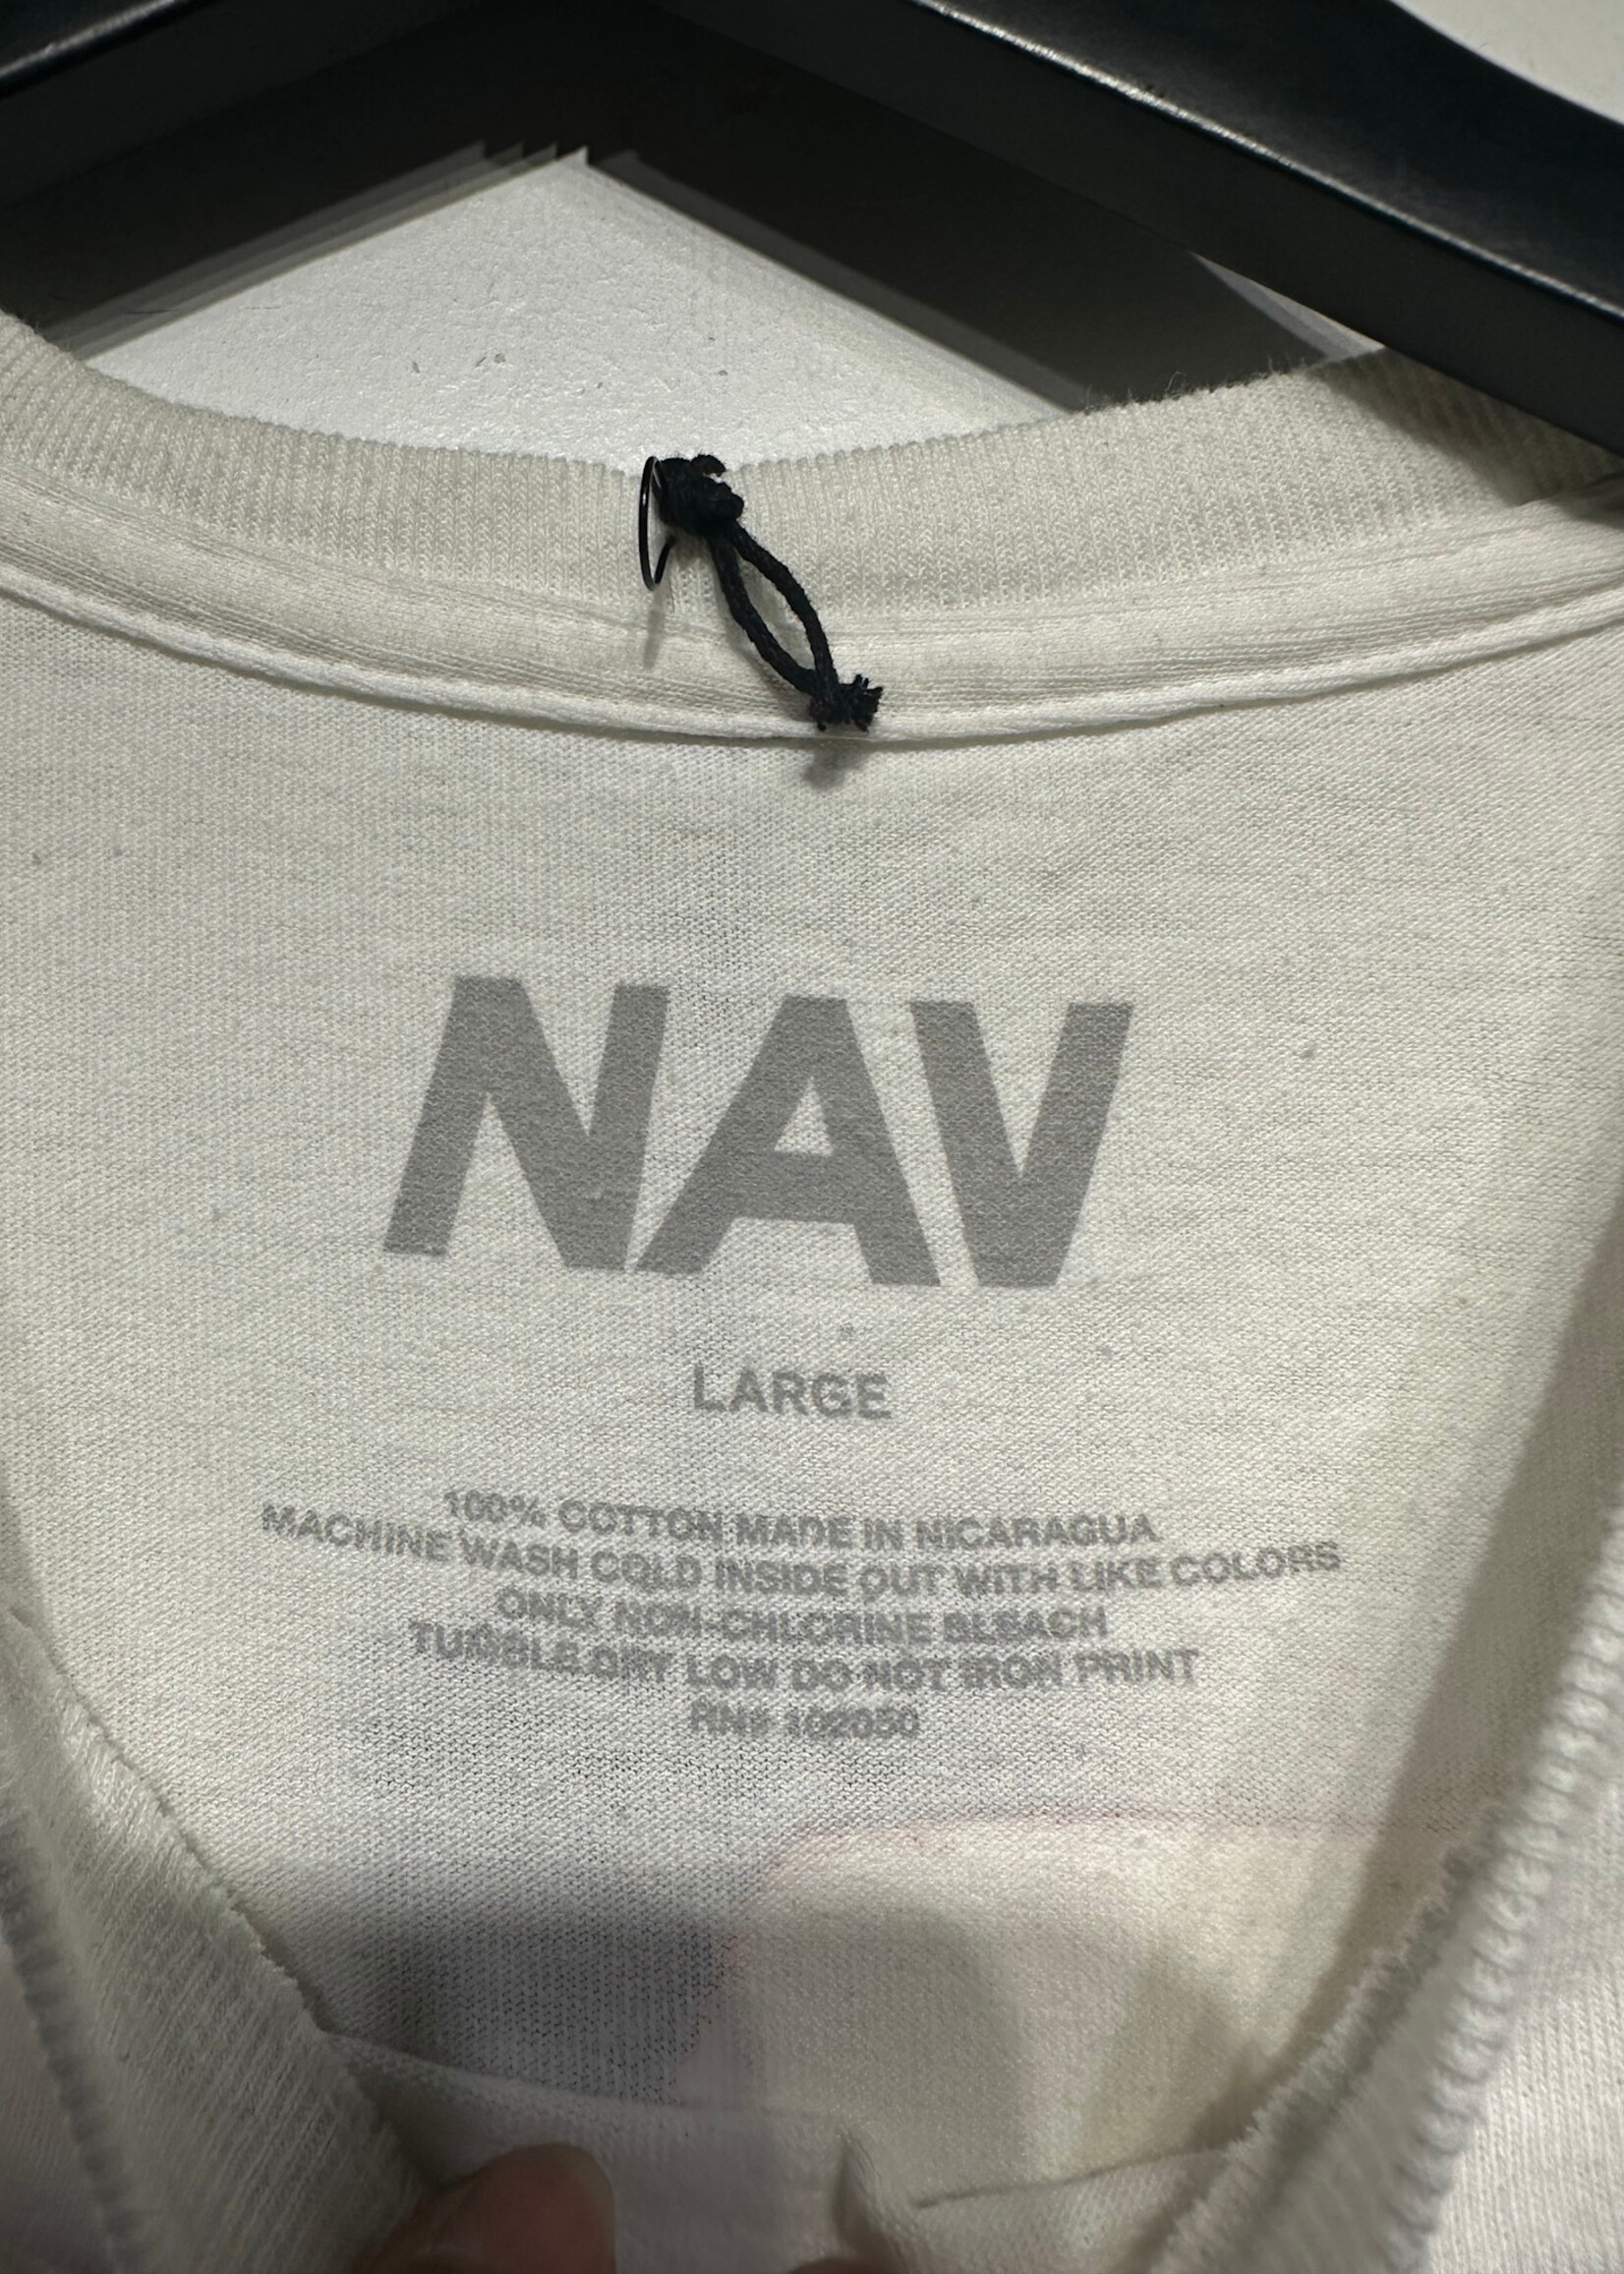 NAV
LARGE
100% COTTON MADE IN NICARAGUA
MACHINE WASH COLD INSIDE OUT WITH LIKE COLORS
ONLY NON-CHLORINE BLEACH
TUMBLE DRY LOW DO NOT IRON PRINT
RN# 102050